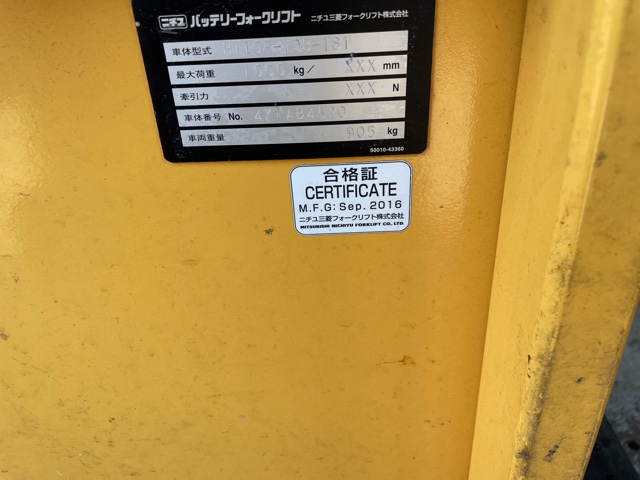 ニチユ バッテリーフォークリフト ニチユ三菱フォークリフト株式会社
車体型式
最大荷重 kg/ XXX mm
牽引力 XXX N
車体番号 No.
車両重量 905 kg
50010-43360
合格証
CERTIFICATE
M.F.G: Sep. 2016
ニチユ三菱フォークリフト株式会社
MITSUBISHI NICHIYU FORKLIFT CO., LTD.